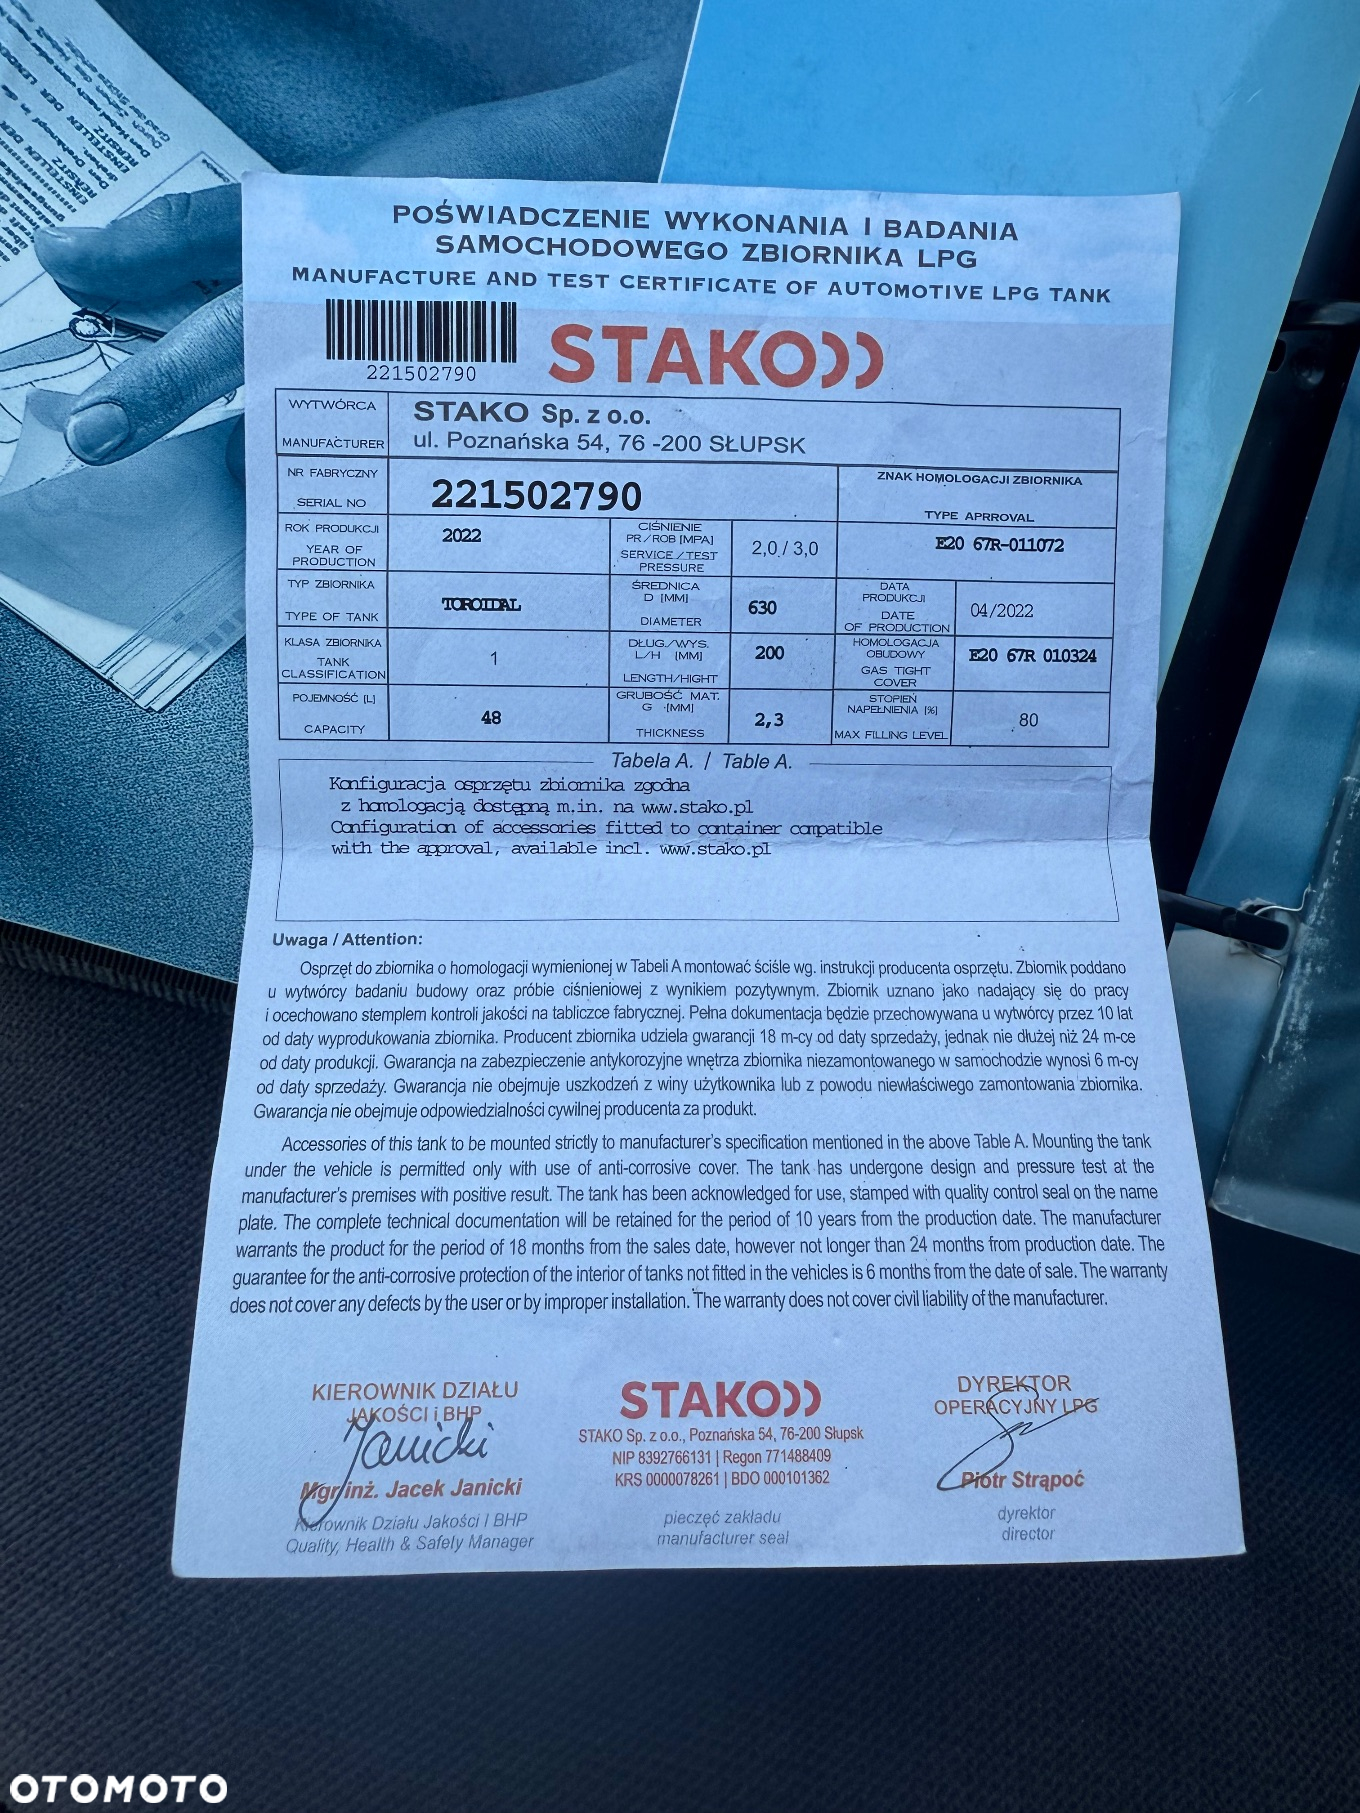 POŚWIADCZENIE WYKONANIA I BADANIA
SAMOCHODOWEGO ZBIORNIKA LPG
MANUFACTURE AND TEST CERTIFICATE OF AUTOMOTIVE LPG TANK
221502790
STAKO
WYTWÓRCA
MANUFACTURER
STAKO Sp. z o.o.
ul. Poznańska 54, 76 -200 SŁUPSK
NR FABRYCZNY
SERIAL NO
221502790
ZNAK HOMOLOGACJI ZBIORNIKA
TYPE APRROVAL
E20 67R-011072
ROK PRODUKCJI
YEAR OF
PRODUCTION
2022
CIŚNIENIE
PR/ROB [MPA]
SERVICE/TEST
PRESSURE
2,0 / 3,0
TYP ZBIORNIKA
TYPE OF TANK
TOROIDAL
ŚREDNICA
D [MM]
DIAMETER
630
DATA
PRODUKCJI
DATE
OF PRODUCTION
04/2022
KLASA ZBIORNIKA
TANK
CLASSIFICATION
1
DŁUG./WYS.
L/H [MM]
LENGTH/HIGHT
200
HOMOLOGACJA
OBUDOWY
GAS TIGHT
COVER
E20 67R 010324
POJEMNOŚĆ [L]
CAPACITY
48
GRUBOŚĆ MAT.
G [MM]
THICKNESS
2,3
STOPIEŃ
NAPEŁNIENIA [%]
MAX FILLING LEVEL
80
Tabela A. / Table A.
Konfiguracja osprzętu zbiornika zgodna
z homologacją dostępną m.in. na www.stako.pl
Configuration of accessories fitted to container compatible
with the approval, available incl. www.stako.pl
Uwaga / Attention:
Osprzęt do zbiornika o homologacji wymienionej w Tabeli A montować ściśle wg. instrukcji producenta osprzętu. Zbiornik poddano
u wytwórcy badaniu budowy oraz próbie ciśnieniowej z wynikiem pozytywnym. Zbiornik uznano jako nadający się do pracy
i ocechowano stemplem kontroli jakości na tabliczce fabrycznej. Pełna dokumentacja będzie przechowywana u wytwórcy przez 10 lat
od daty wyprodukowania zbiornika. Producent zbiornika udziela gwarancji 18 m-cy od daty sprzedaży, jednak nie dłużej niż 24 m-ce
od daty produkcji. Gwarancja na zabezpieczenie antykorozyjne wnętrza zbiornika niezamontowanego w samochodzie wynosi 6 m-cy
od daty sprzedaży. Gwarancja nie obejmuje uszkodzeń z winy użytkownika lub z powodu niewłaściwego zamontowania zbiornika.
Gwarancja nie obejmuje odpowiedzialności cywilnej producenta za produkt.
Accessories of this tank to be mounted strictly to manufacturer's specification mentioned in the above Table A. Mounting the tank
under the vehicle is permitted only with use of anti-corrosive cover. The tank has undergone design and pressure test at the
manufacturer's premises with positive result. The tank has been acknowledged for use, stamped with quality control seal on the name
plate. The complete technical documentation will be retained for the period of 10 years from the production date. The manufacturer
warrants the product for the period of 18 months from the sales date, however not longer than 24 months from production date. The
guarantee for the anti-corrosive protection of the interior of tanks not fitted in the vehicles is 6 months from the date of sale. The warranty
does not cover any defects by the user or by improper installation. The warranty does not cover civil liability of the manufacturer.
KIEROWNIK DZIAŁU
JAKOŚCI i BHP
Janicki
Mgr inż. Jacek Janicki
Kierownik Działu Jakości I BHP
Quality, Health & Safety Manager
STAKO
STAKO Sp. z o.o., Poznańska 54, 76-200 Słupsk
NIP 8392766131 | Regon 771488409
KRS 0000078261 | BDO 000101362
pieczęć zakladu
manufacturer seal
DYREKTOR
OPERACYJNY LPG
Piotr Strąpoć
dyrektor
director
OTOMOTO